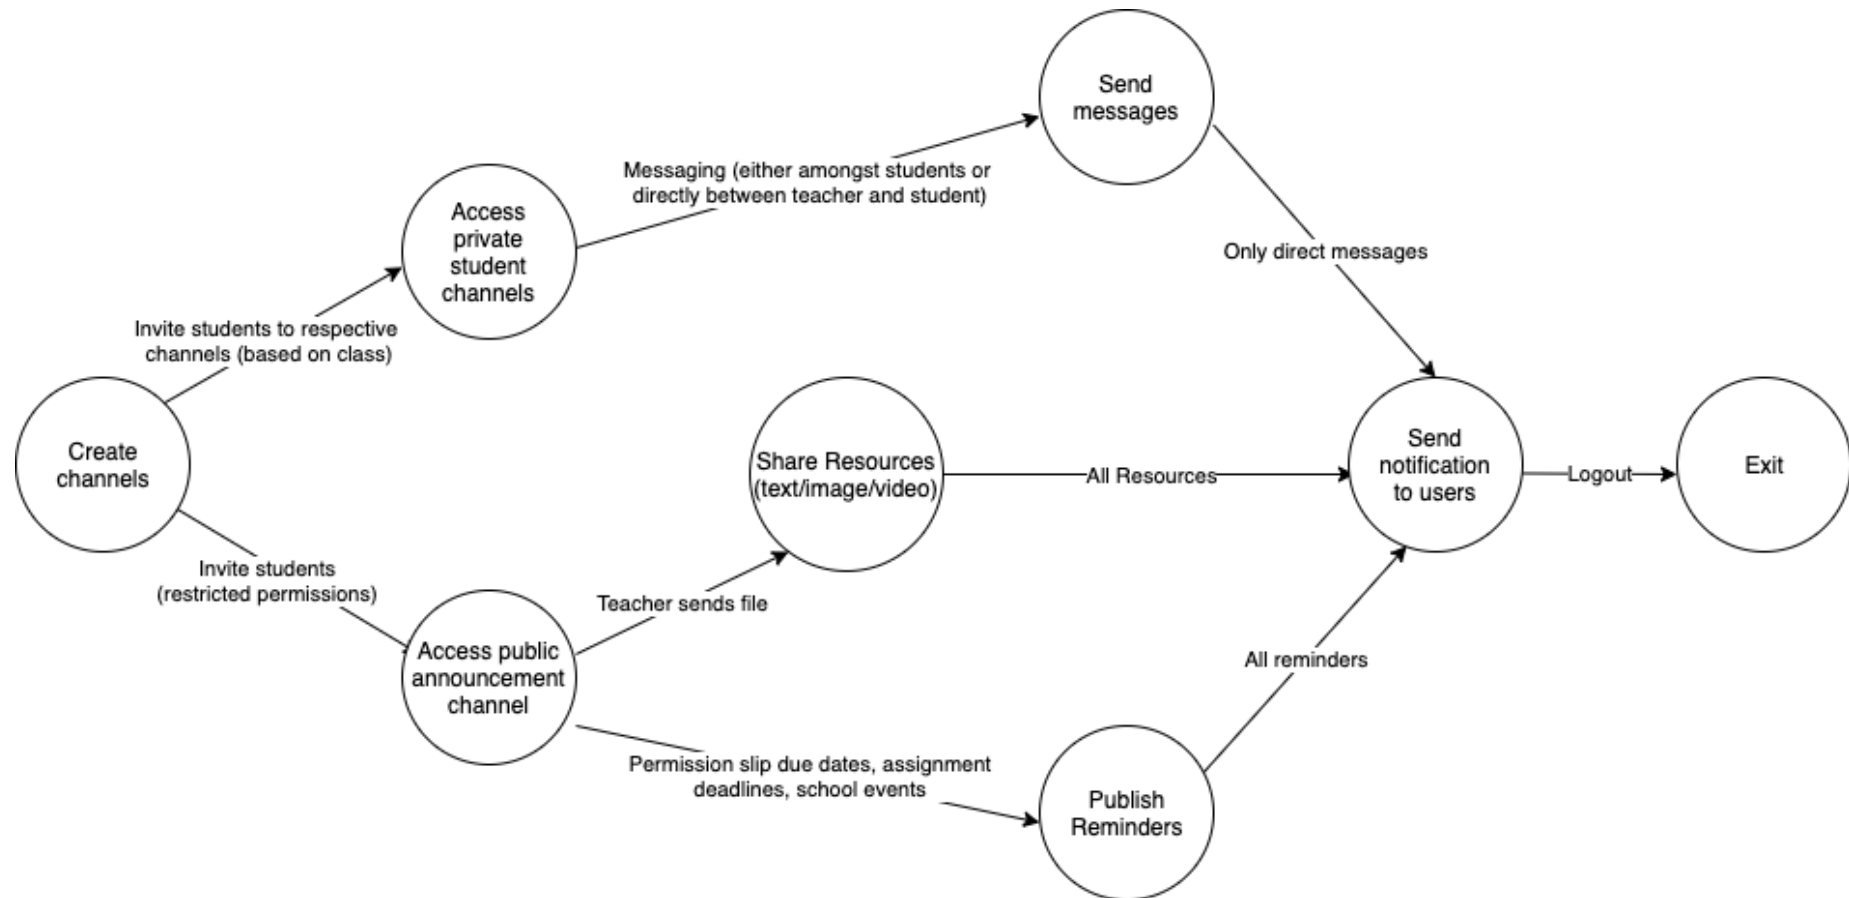 Send
messages
Messaging (either amongst students or
directly between teacher and student)
Access
private
student
channels
Only direct messages
Invite students to respective
channels (based on class)
Create
channels
Share Resources
(text/image/video)
All Resources
Send
notification
to users
Logout
Exit
Invite students
(restricted permissions)
Teacher sends file
Access public
announcement
channel
All reminders
Permission slip due dates, assignment
deadlines, school events
Publish
Reminders